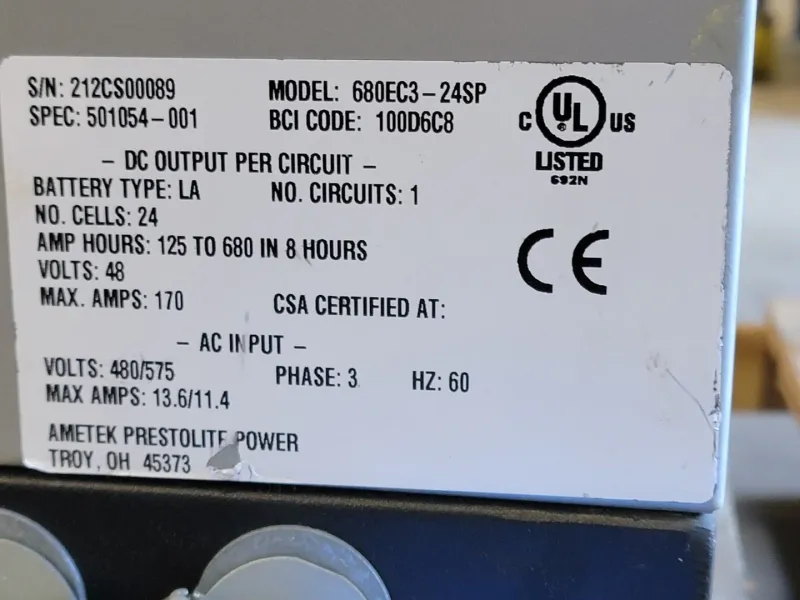 S/N: 212CS00089 MODEL: 680EC3-24SP
SPEC: 501054-001 BCI CODE: 100D6C8
C UL ® US
LISTED
692N
- DC OUTPUT PER CIRCUIT -
BATTERY TYPE: LA NO. CIRCUITS: 1
NO. CELLS: 24
AMP HOURS: 125 TO 680 IN 8 HOURS
VOLTS: 48
CE
MAX. AMPS: 170 CSA CERTIFIED AT:
- AC INPUT -
VOLTS: 480/575 PHASE: 3 HZ: 60
MAX AMPS: 13.6/11.4
AMETEK PRESTOLITE POWER
TROY, OH 45373